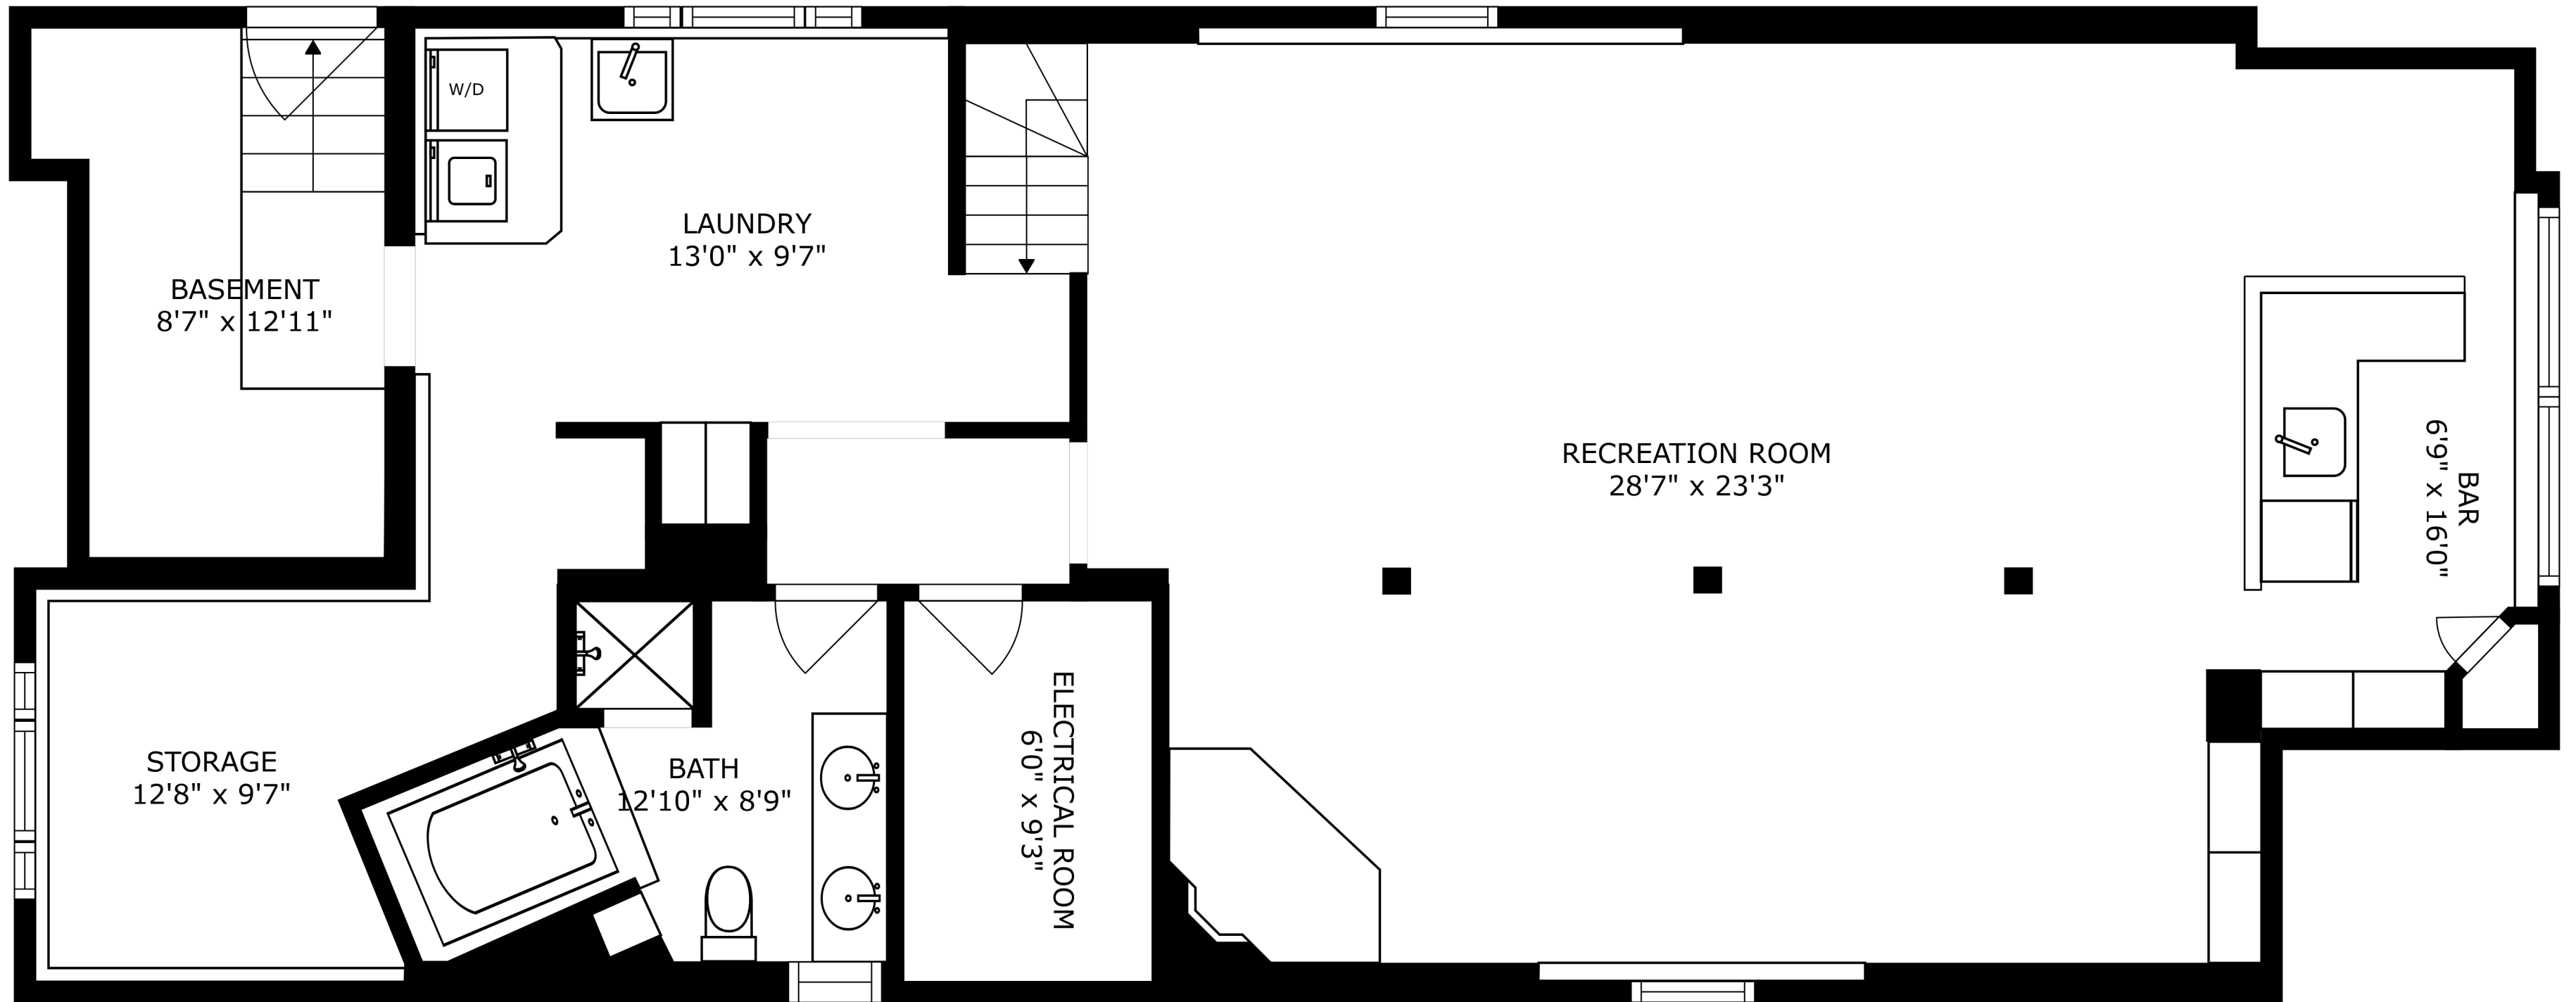 W/D
LAUNDRY
13'0" x 9'7"
BASEMENT
8'7" x 12'11"
RECREATION ROOM
28'7" x 23'3"
BAR
6'9" x 16'0"
STORAGE
12'8" x 9'7"
BATH
12'10" x 8'9"
ELECTRICAL ROOM
6'0" x 9'3"